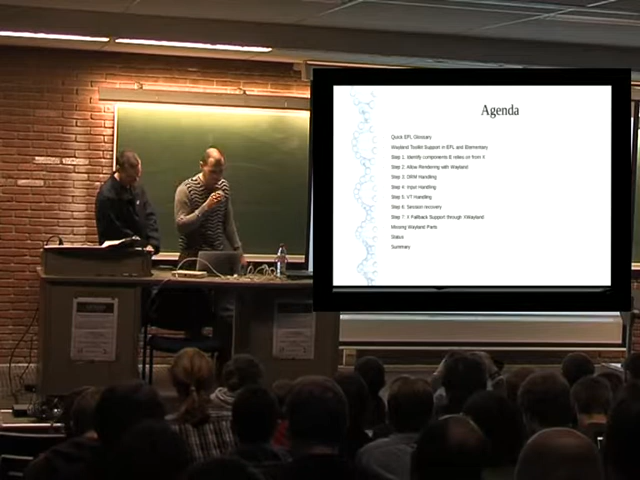 Agenda
Quick EFL Glossary
Wayland Toolkit Support in EFL and Elementary
Step 1: Identify components E relies on from X
Step 2: Allow Rendering with Wayland
Step 3: DRM Handling
Step 4: Input Handling
Step 5: VT Handling
Step 6: Session recovery
Step 7: X Fallback Support through XWayland
Missing Wayland Parts
Status
Summary